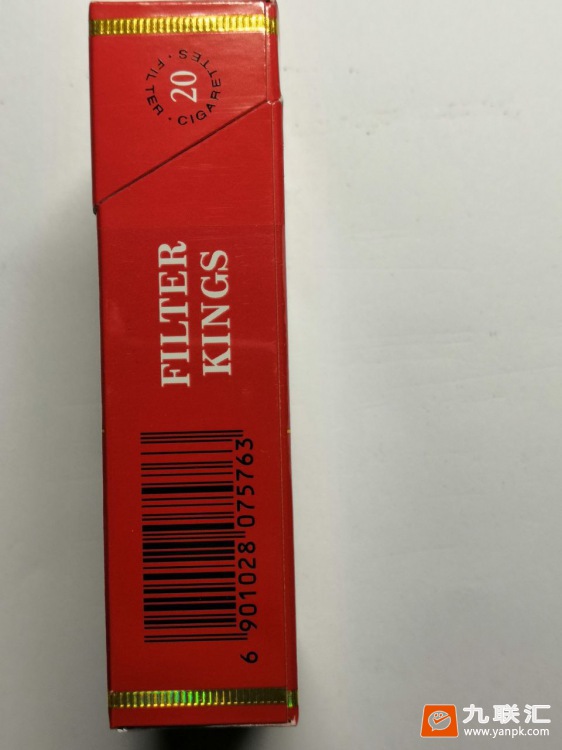 FILTER · CIGARETTES ·
20
FILTER
KINGS
6 901028 075763
九联汇
www.yanpk.com